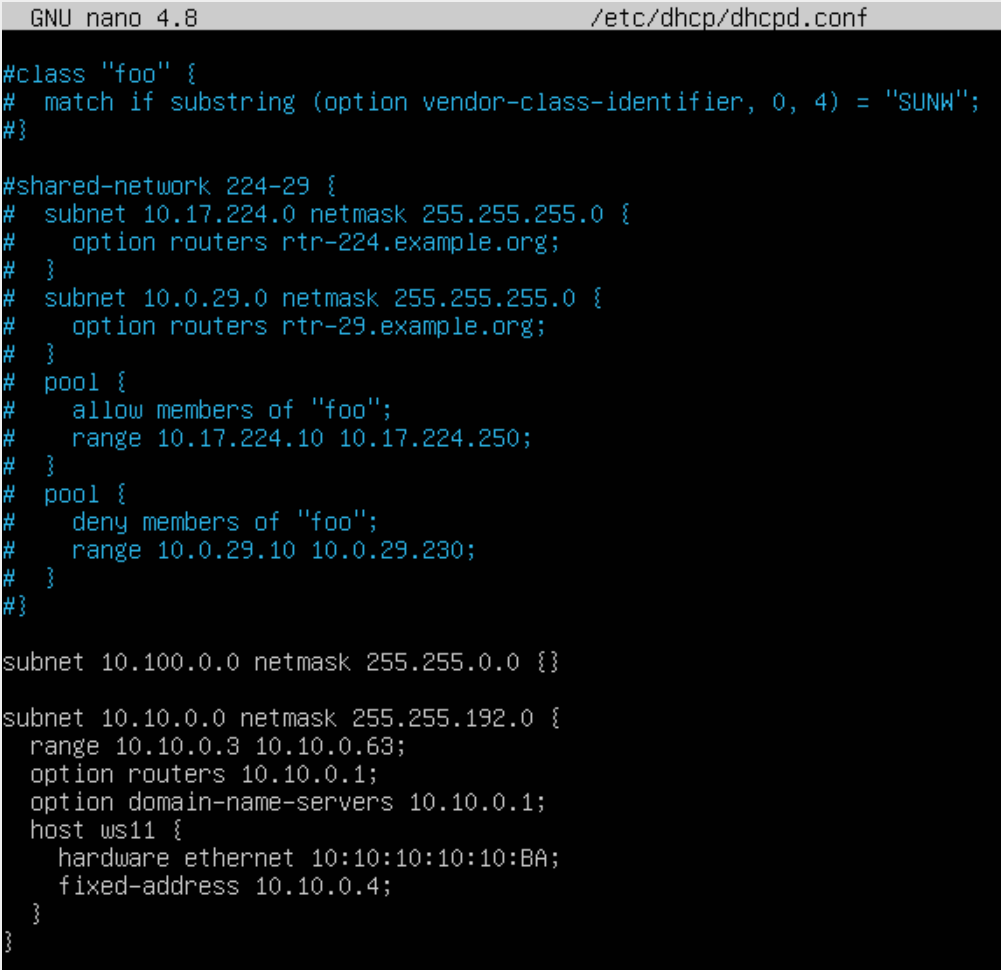 GNU nano 4.8 /etc/dhcp/dhcpd.conf
#class "foo" {
#  match if substring (option vendor-class-identifier, 0, 4) = "SUNW";
#}
#shared-network 224-29 {
#  subnet 10.17.224.0 netmask 255.255.255.0 {
#    option routers rtr-224.example.org;
#  }
#  subnet 10.0.29.0 netmask 255.255.255.0 {
#    option routers rtr-29.example.org;
#  }
#  pool {
#    allow members of "foo";
#    range 10.17.224.10 10.17.224.250;
#  }
#  pool {
#    deny members of "foo";
#    range 10.0.29.10 10.0.29.230;
#  }
#}
subnet 10.100.0.0 netmask 255.255.0.0 {}
subnet 10.10.0.0 netmask 255.255.192.0 {
  range 10.10.0.3 10.10.0.63;
  option routers 10.10.0.1;
  option domain-name-servers 10.10.0.1;
  host ws11 {
    hardware ethernet 10:10:10:10:10:BA;
    fixed-address 10.10.0.4;
  }
}